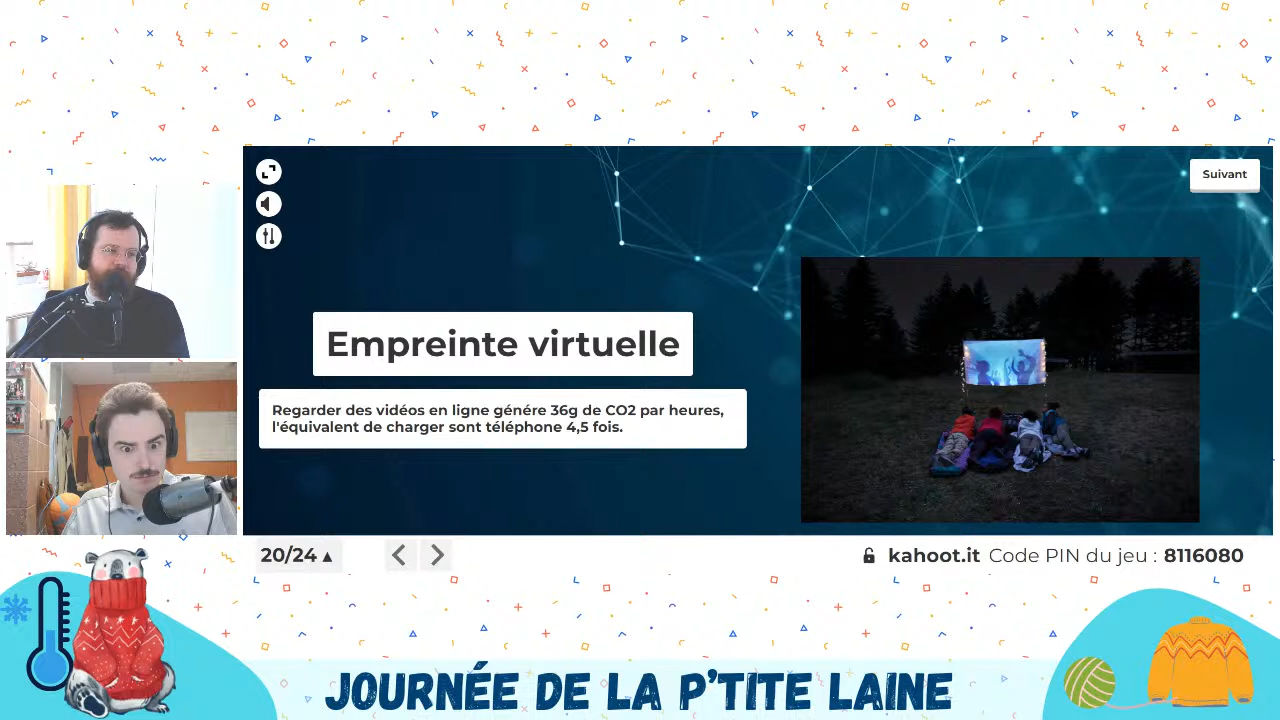 Suivant
Empreinte virtuelle
Regarder des vidéos en ligne génére 36g de CO2 par heures,
l'équivalent de charger sont téléphone 4,5 fois.
20/24 ▲
kahoot.it Code PIN du jeu : 8116080
JOURNÉE DE LA P'TITE LAINE